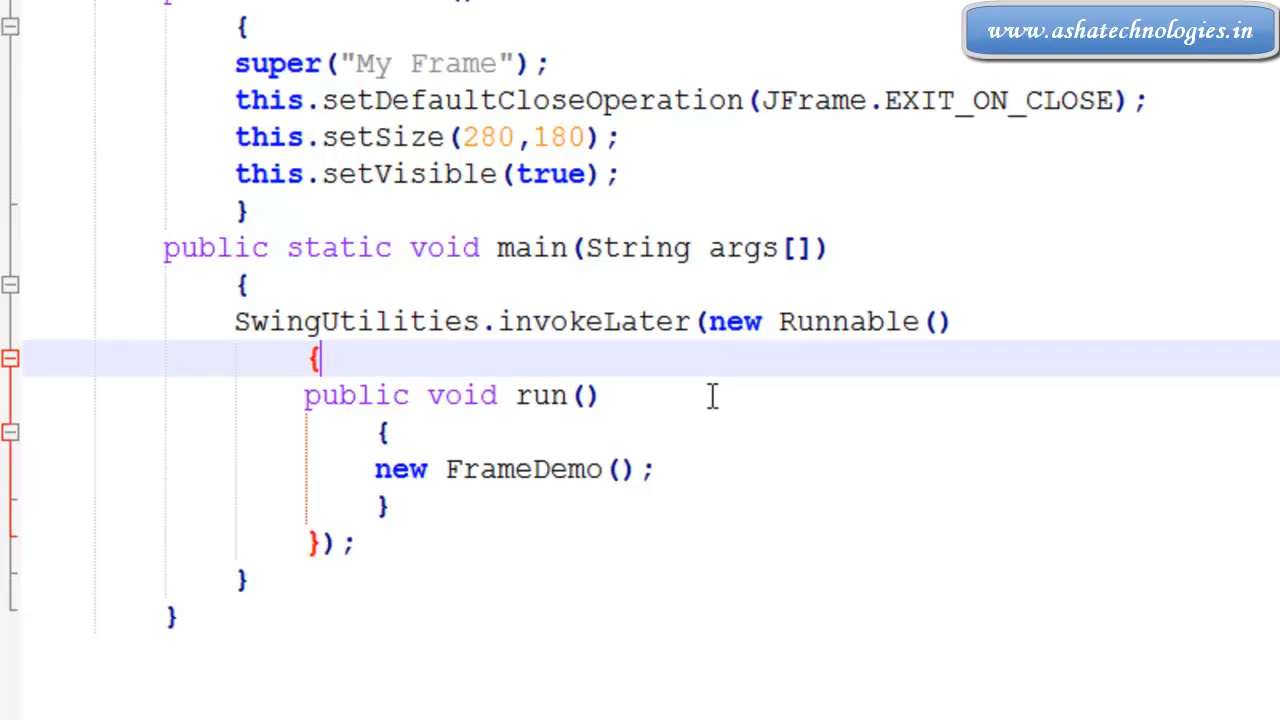 www.ashatechnologies.in
{
super("My Frame");
this.setDefaultCloseOperation(JFrame.EXIT_ON_CLOSE);
this.setSize(280,180);
this.setVisible(true);
}
public static void main(String args[])
{
SwingUtilities.invokeLater(new Runnable()
{
public void run()
{
new FrameDemo();
}
});
}
}